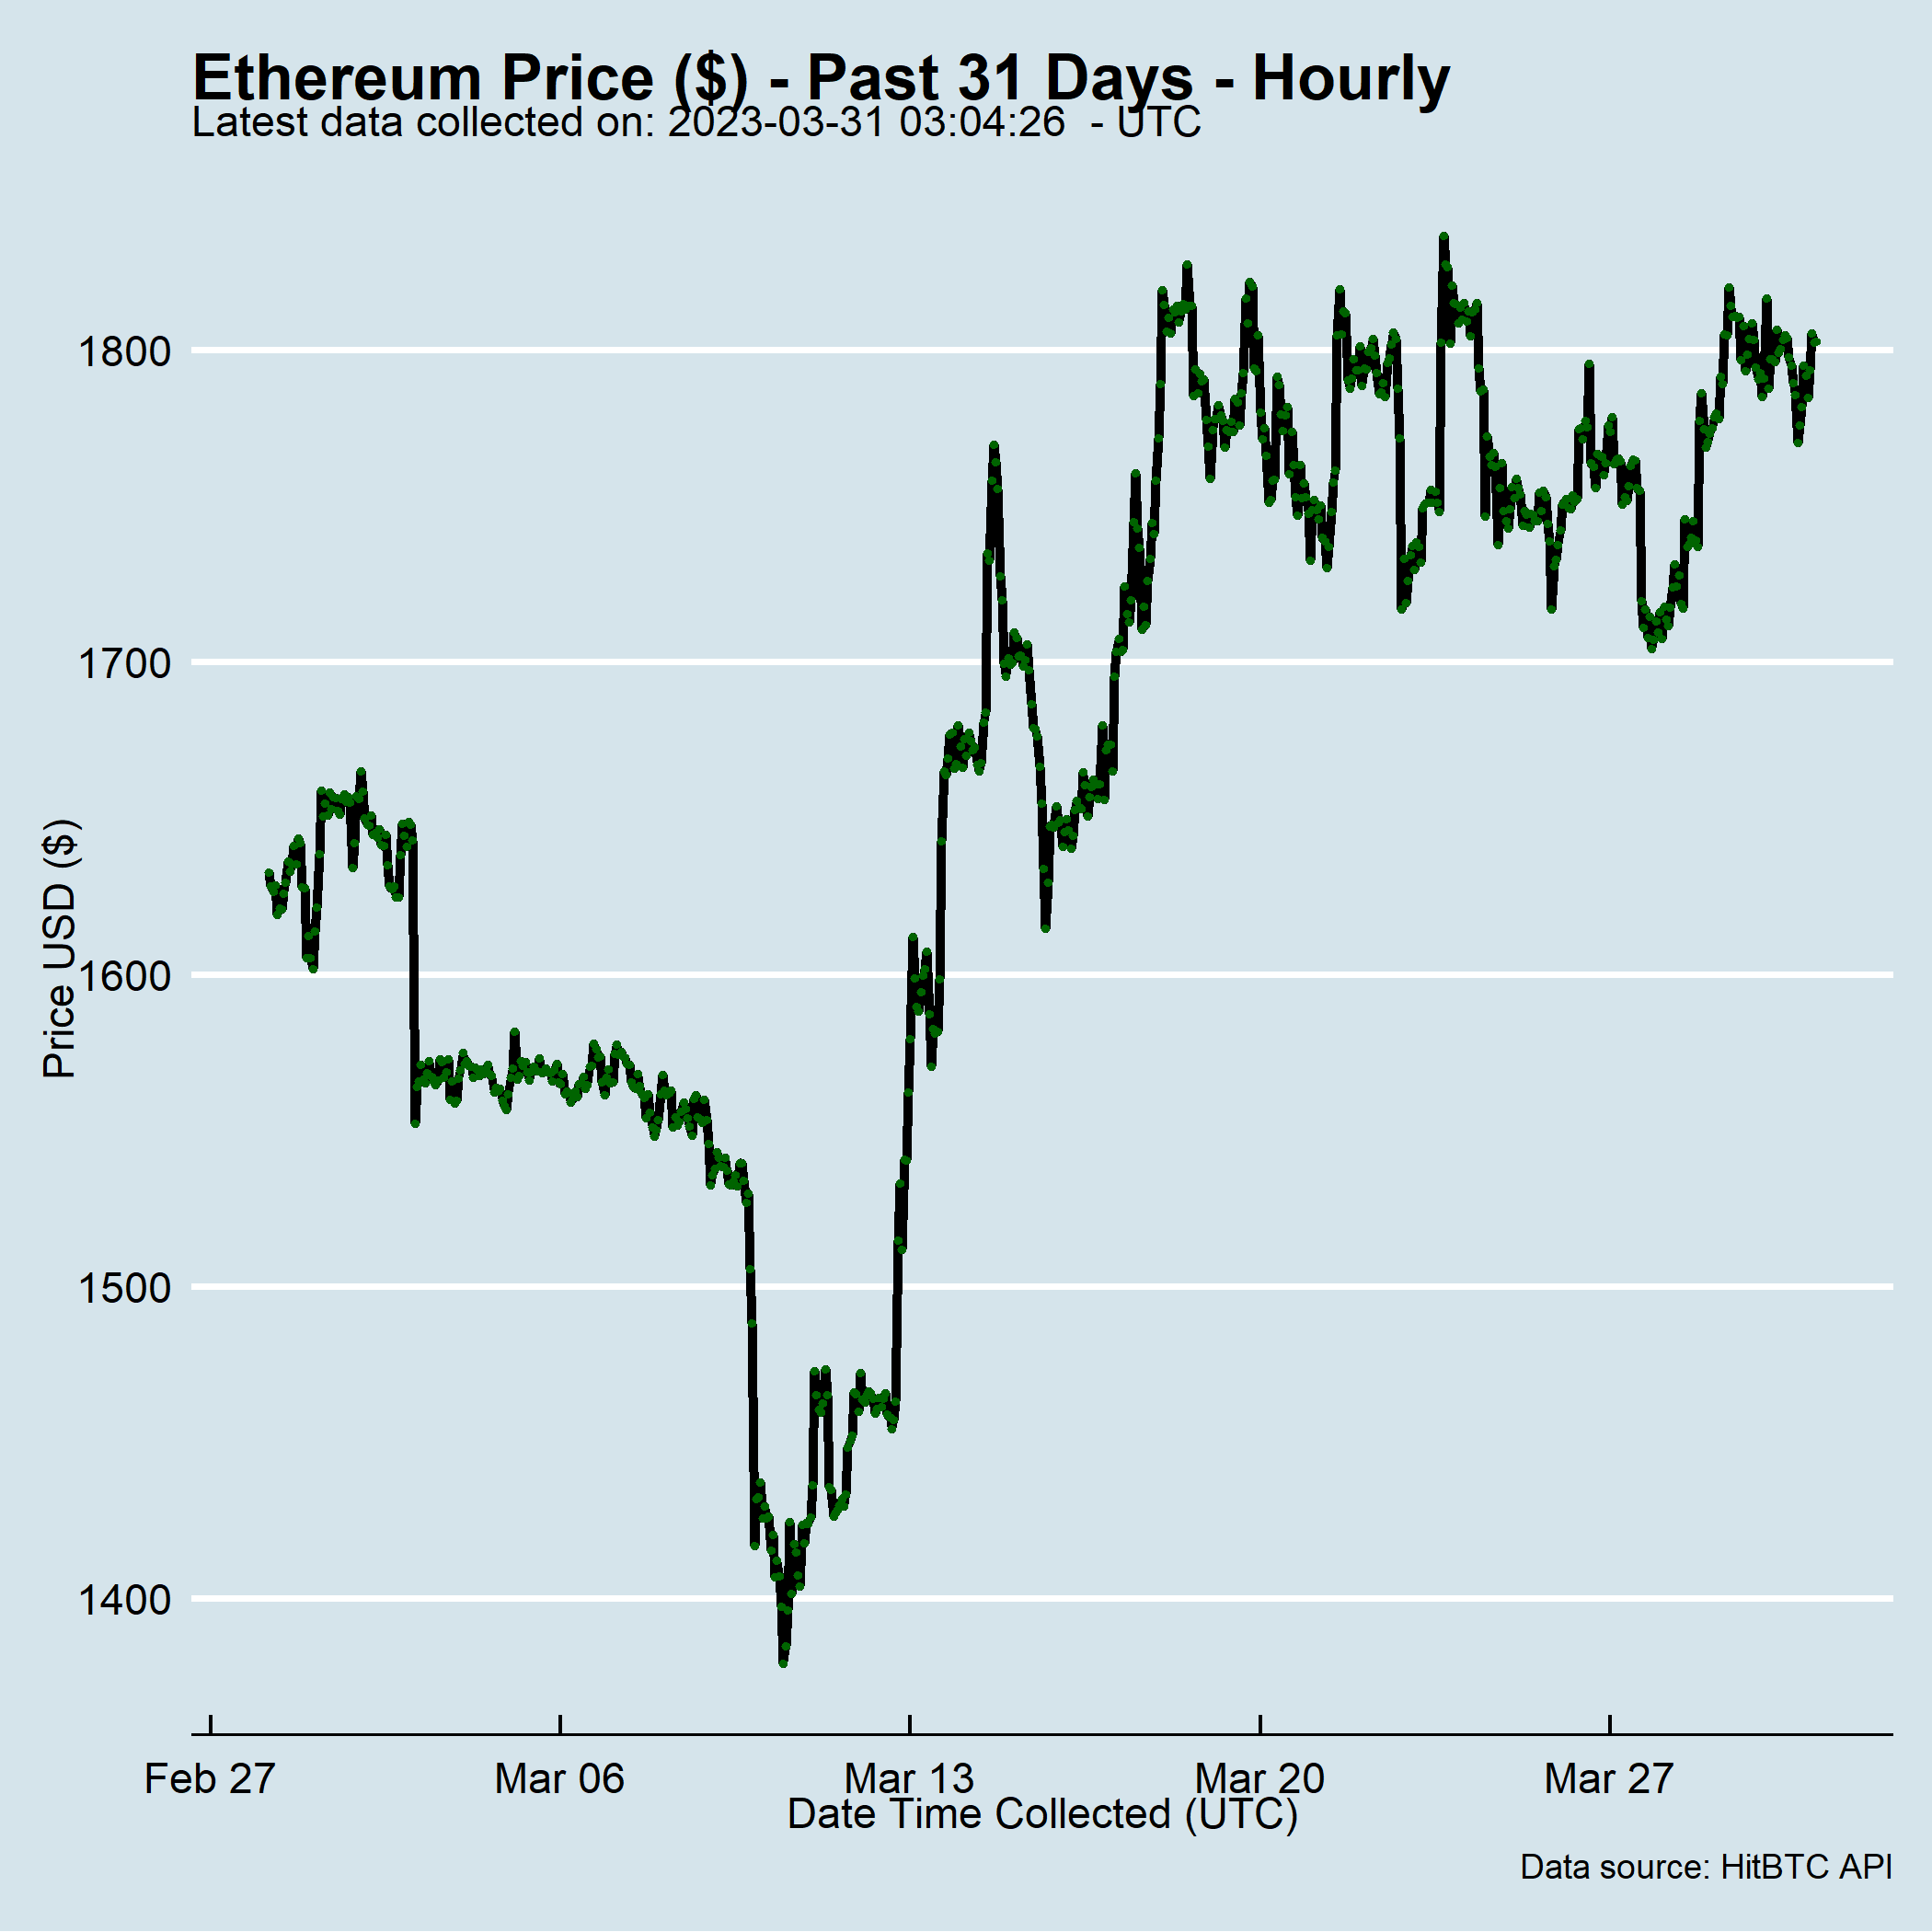 Ethereum Price ($) - Past 31 Days - Hourly
Latest data collected on: 2023-03-31 03:04:26  - UTC
Price USD ($)
1800
1700
1600
1500
1400
Feb 27 Mar 06 Mar 13 Mar 20 Mar 27
Date Time Collected (UTC)
Data source: HitBTC API